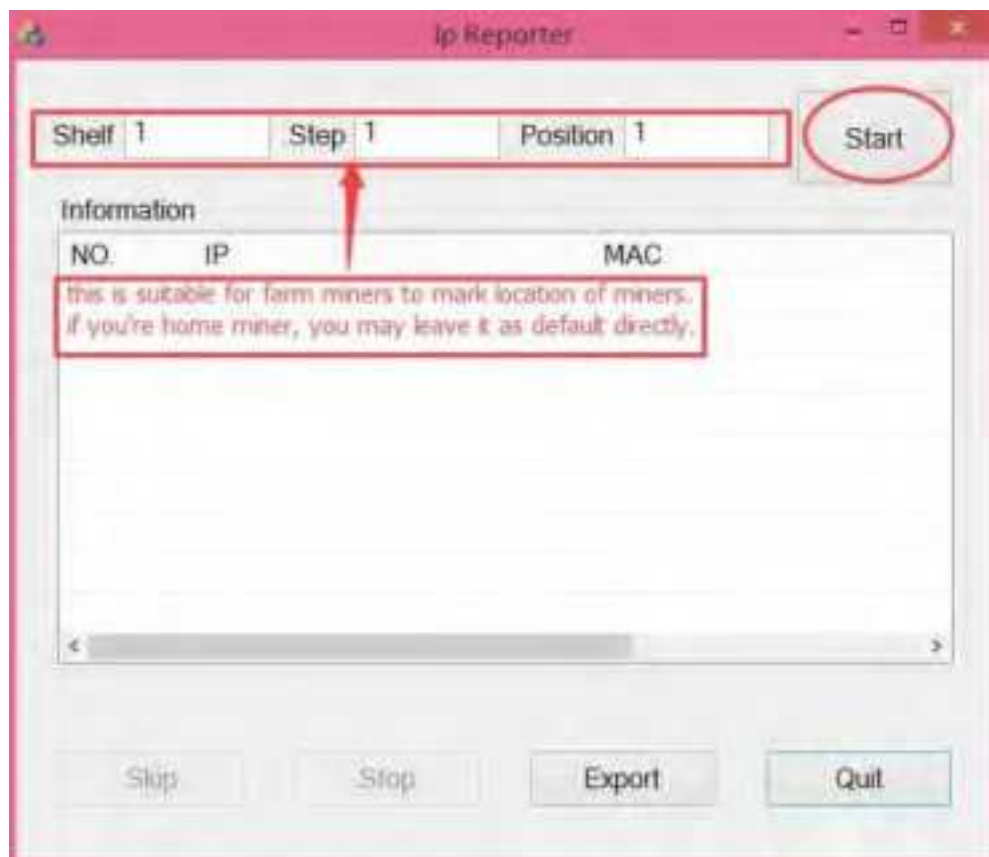 Ip Reporter
Shelf 1 Step 1 Position 1 Start
Information
NO. IP MAC
this is suitable for farm miners to mark location of miners.
if you're home miner, you may leave it as default directly.
Skip Stop Export Quit